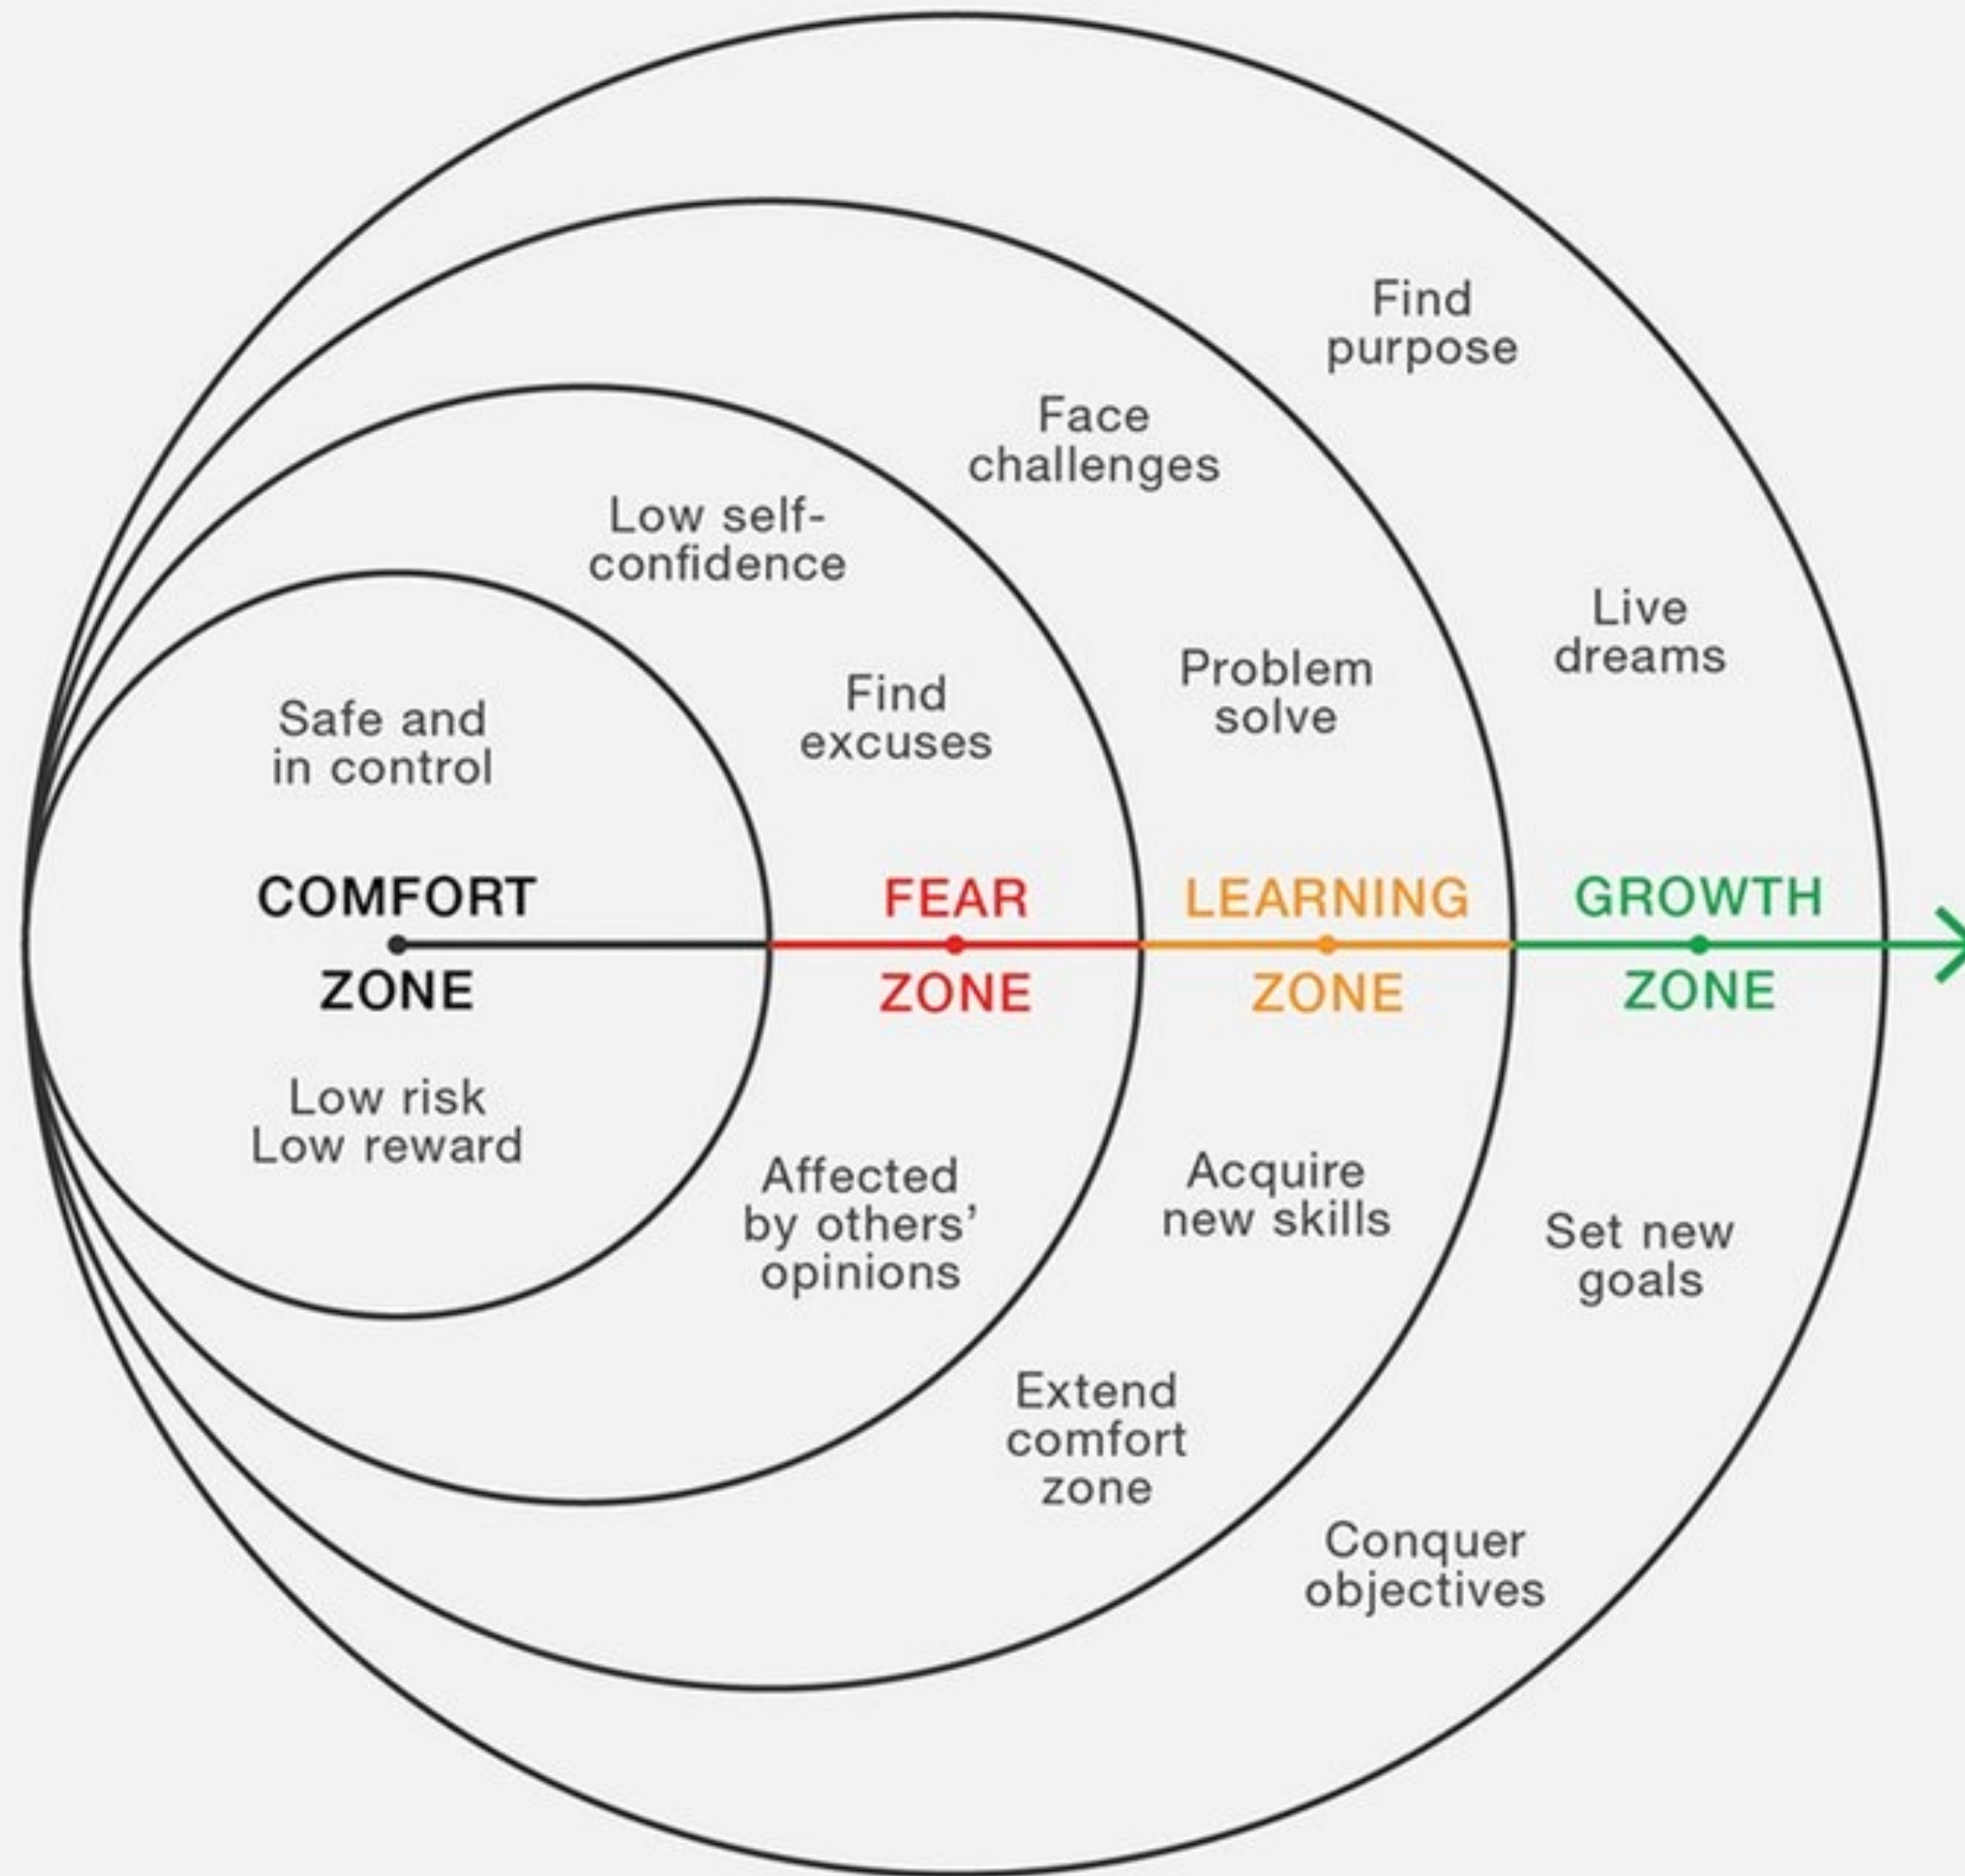 Find
purpose
Face
challenges
Low self-
confidence
Live
dreams
Problem
solve
Find
excuses
Safe and
in control
COMFORT
ZONE
FEAR
ZONE
LEARNING
ZONE
GROWTH
ZONE
Low risk
Low reward
Affected
by others’
opinions
Acquire
new skills
Set new
goals
Extend
comfort
zone
Conquer
objectives